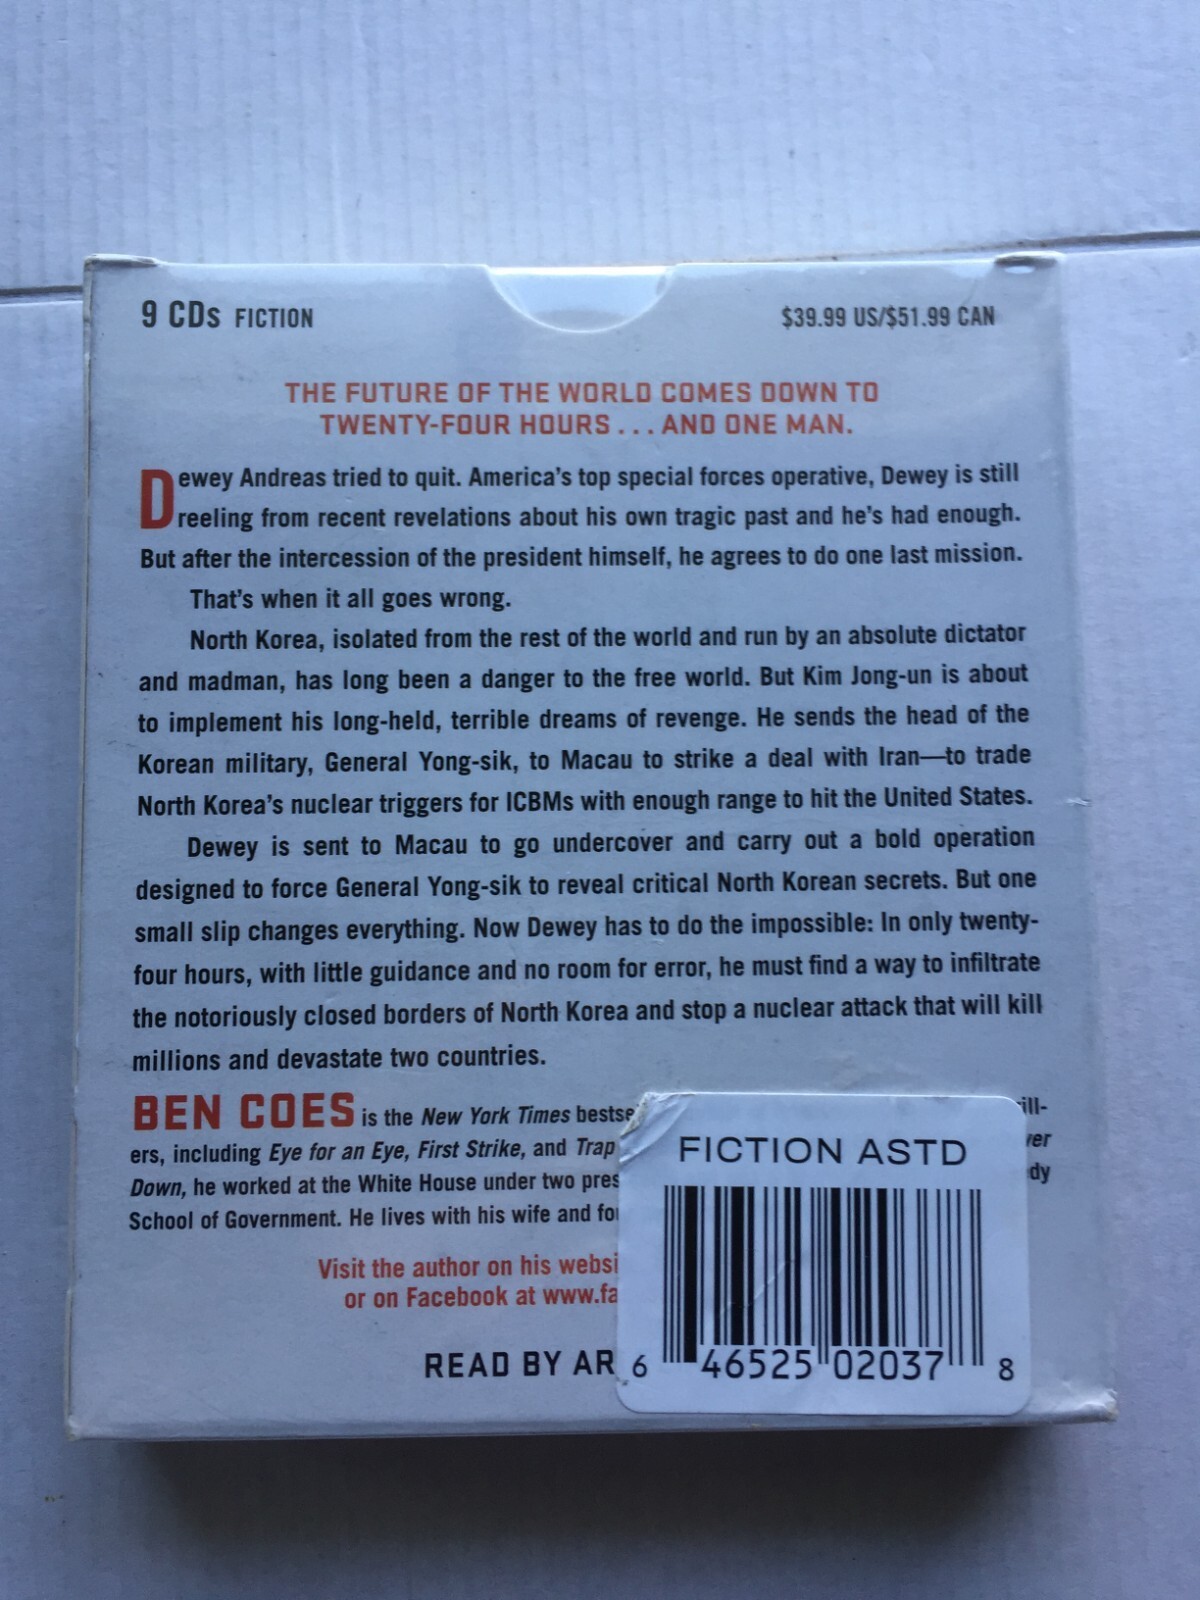 9 CDs FICTION
$39.99 US/$51.99 CAN
THE FUTURE OF THE WORLD COMES DOWN TO
TWENTY-FOUR HOURS . . . AND ONE MAN.
Dewey Andreas tried to quit. America's top special forces operative, Dewey is still
reeling from recent revelations about his own tragic past and he's had enough.
But after the intercession of the president himself, he agrees to do one last mission.
That's when it all goes wrong.
North Korea, isolated from the rest of the world and run by an absolute dictator
and madman, has long been a danger to the free world. But Kim Jong-un is about
to implement his long-held, terrible dreams of revenge. He sends the head of the
Korean military, General Yong-sik, to Macau to strike a deal with Iran—to trade
North Korea's nuclear triggers for ICBMs with enough range to hit the United States.
Dewey is sent to Macau to go undercover and carry out a bold operation
designed to force General Yong-sik to reveal critical North Korean secrets. But one
small slip changes everything. Now Dewey has to do the impossible: In only twenty-
four hours, with little guidance and no room for error, he must find a way to infiltrate
the notoriously closed borders of North Korea and stop a nuclear attack that will kill
millions and devastate two countries.
BEN COES is the New York Times
ers, including Eye for an Eye, First Strike, and Trap
Down, he worked at the White House under two
School of Government. He lives with his wife and
Visit the author on his
or on Facebook at
READ BY
FICTION ASTD
6 46525 02037 8